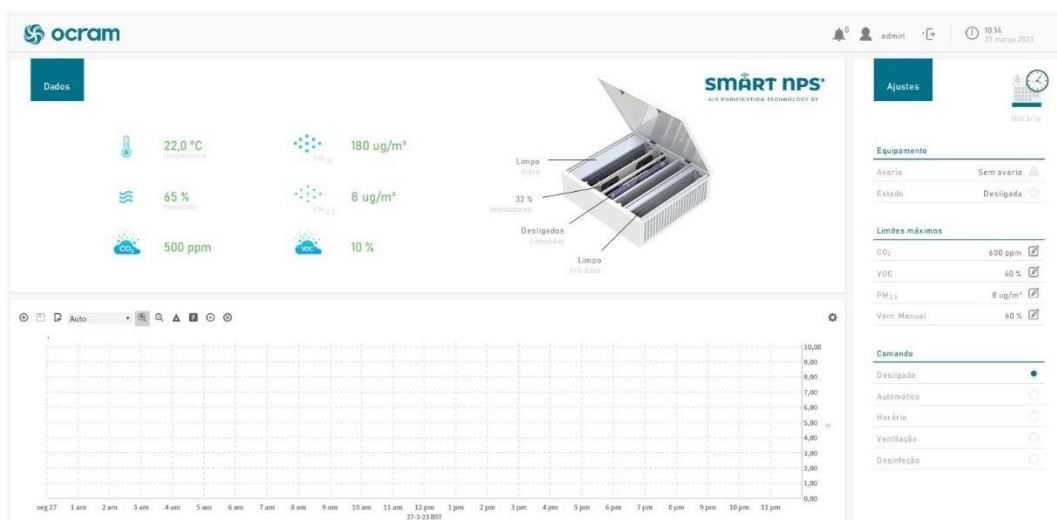 ocram
0
admin
10:14
27 março 2023
Dados
SMART NPS
AIR PURIFICATION TECHNOLOGY BY
22,0 °C
temperatura
PM 10
180 ug/m³
65 %
humidade
PM 2.5
8 ug/m³
CO₂
500 ppm
VOC
10 %
Limpo
Filtro
32 %
Ventiladores
Desligados
Lâmpadas
Limpo
Pré-filtro
Auto
10,00
9,00
8,00
7,00
6,00
5,00
4,00
3,00
2,00
1,00
0,00
seg 27 1 am 2 am 3 am 4 am 5 am 6 am 7 am 8 am 9 am 10 am 11 am 12 pm 1 pm 2 pm 3 pm 4 pm 5 pm 6 pm 7 pm 8 pm 9 pm 10 pm 11 pm
27-3-23 BST
Ajustes
Horário
Equipamento
Avaria Sem avaria
Estado Desligada
Limites máximos
CO₂ 600 ppm
VOC 40 %
PM 2.5 8 ug/m³
Vent. Manual 60 %
Comando
Desligado
Automático
Horário
Ventilação
Desinfeção